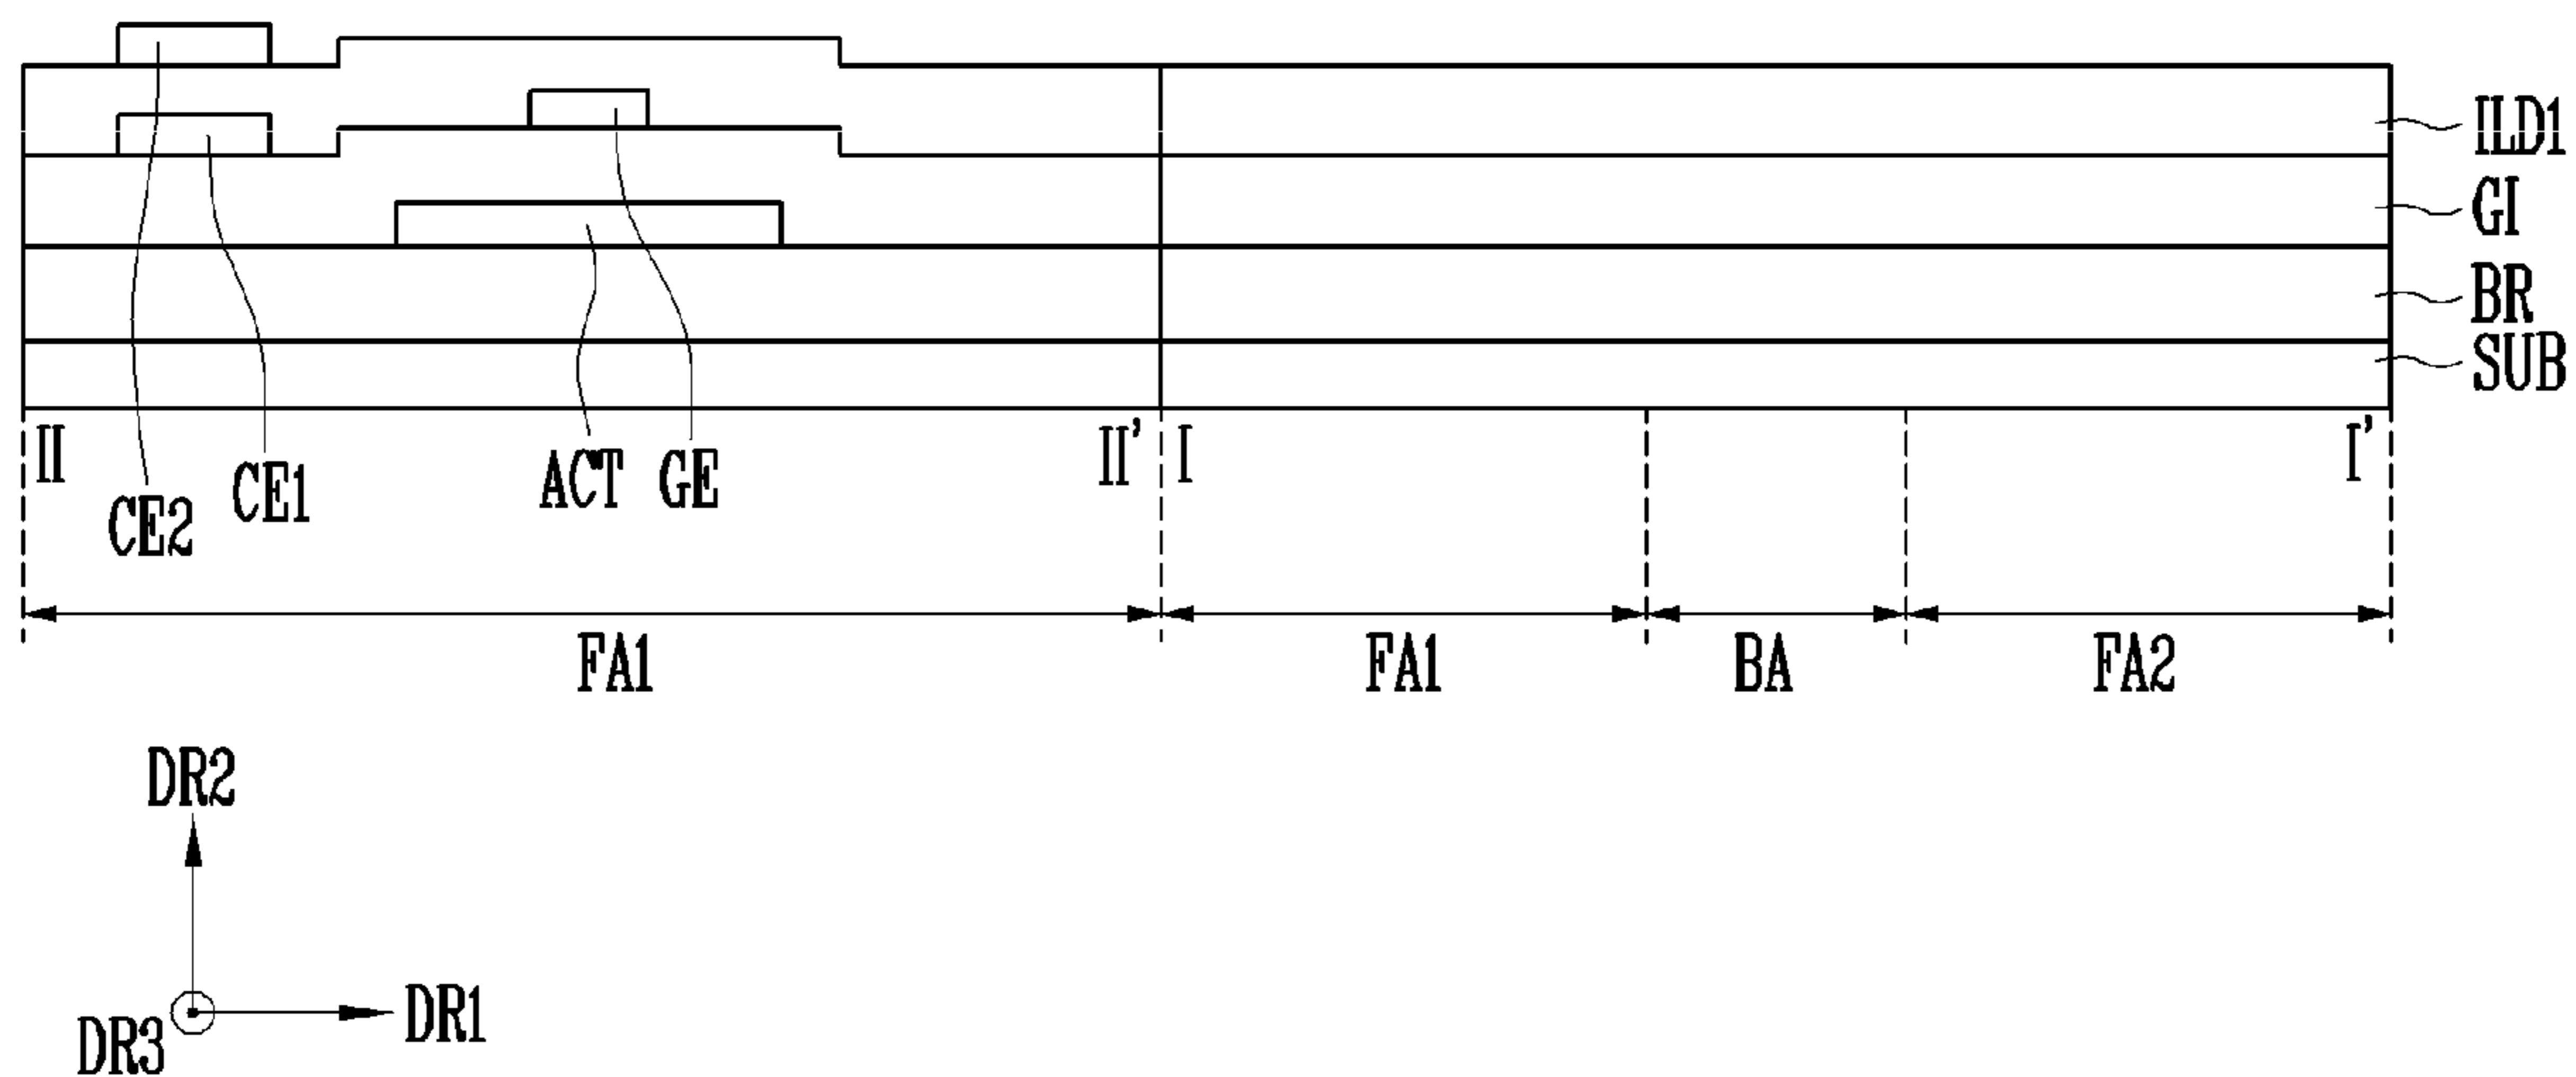 ILD1
GI
BR
SUB
II
II'
I
I'
CE2
CE1
ACT
GE
FA1
FA1
BA
FA2
DR2
DR3
DR1